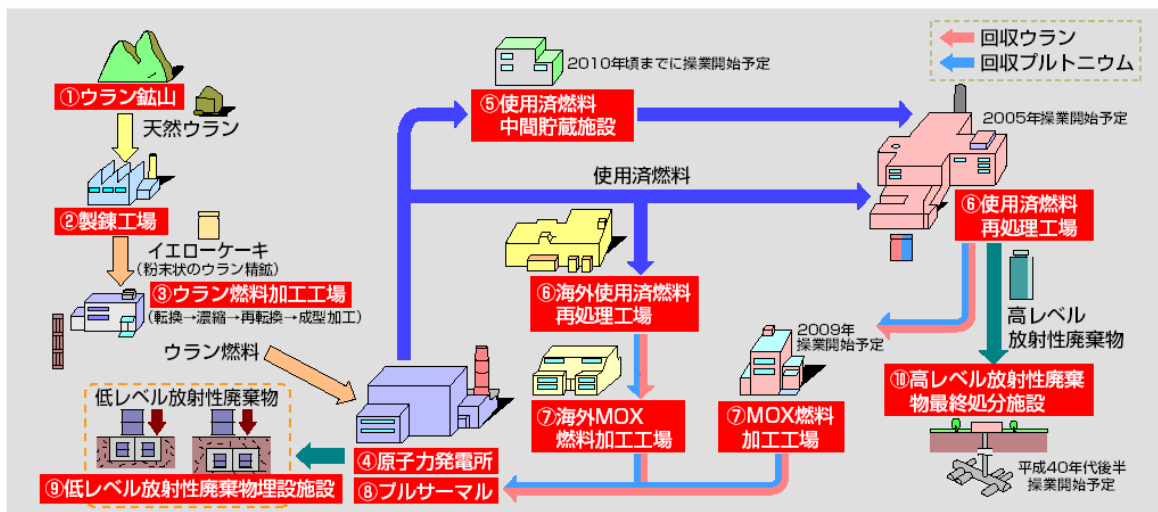 ①ウラン鉱山
天然ウラン
②製錬工場
イエローケーキ
(粉末状のウラン精鉱)
③ウラン燃料加工工場
(転換→濃縮→再転換→成型加工)
ウラン燃料
低レベル放射性廃棄物
⑨低レベル放射性廃棄物埋設施設
④原子力発電所
⑧プルサーマル
2010年頃までに操業開始予定
⑤使用済燃料
中間貯蔵施設
使用済燃料
⑥海外使用済燃料
再処理工場
⑦海外MOX
燃料加工工場
2009年
操業開始予定
⑦MOX燃料
加工工場
回収ウラン
回収プルトニウム
2005年操業開始予定
⑥使用済燃料
再処理工場
高レベル
放射性廃棄物
⑩高レベル放射性廃棄
物最終処分施設
平成40年代後半
操業開始予定